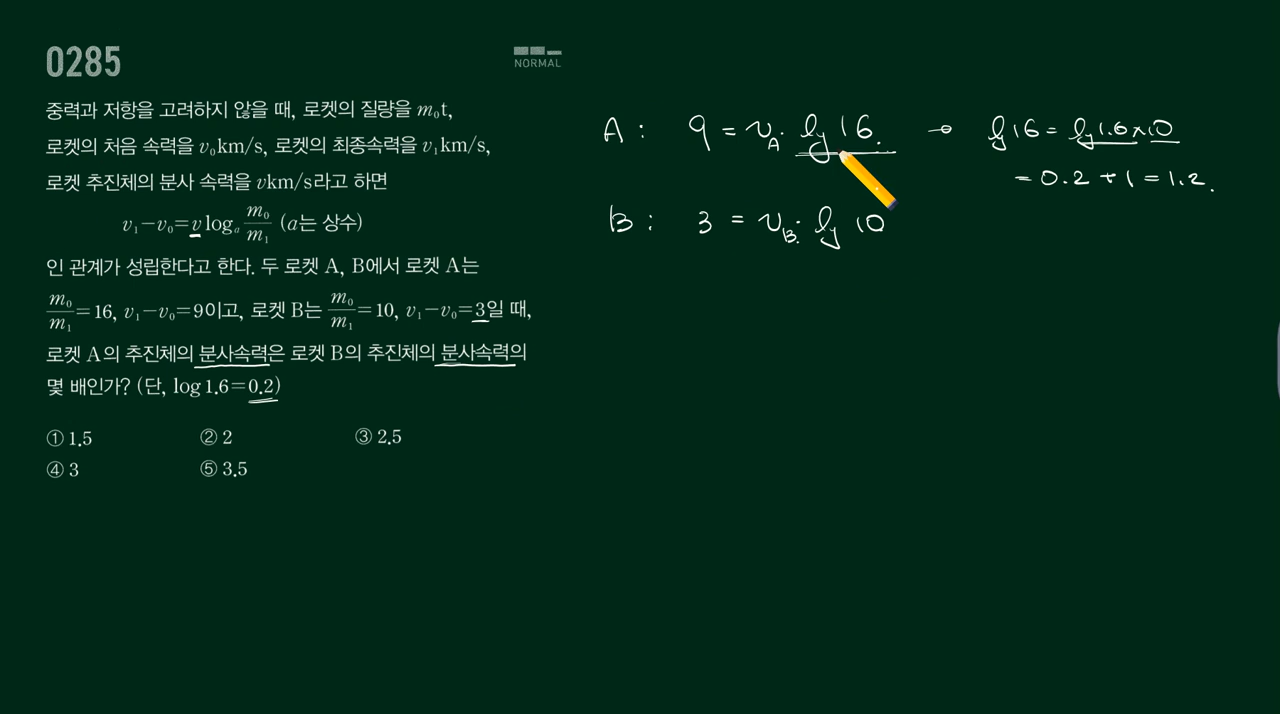 0285
NORMAL
중력과 저항을 고려하지 않을 때, 로켓의 질량을 m₀t,
로켓의 처음 속력을 v₀km/s, 로켓의 최종속력을 v₁km/s,
로켓 추진체의 분사 속력을 vkm/s라고 하면
v₁−v₀=v logₐ m₀/m₁ (a는 상수)
인 관계가 성립한다고 한다. 두 로켓 A, B에서 로켓 A는
m₀/m₁=16, v₁−v₀=9이고, 로켓 B는 m₀/m₁=10, v₁−v₀=3일 때,
로켓 A의 추진체의 분사속력은 로켓 B의 추진체의 분사속력의
몇 배인가? (단, log 1.6=0.2)
① 1.5 ② 2 ③ 2.5
④ 3 ⑤ 3.5
A : 9 = v_A · log 16 → log 16 = log 1.6×10
= 0.2 + 1 = 1.2.
B : 3 = v_B · log 10